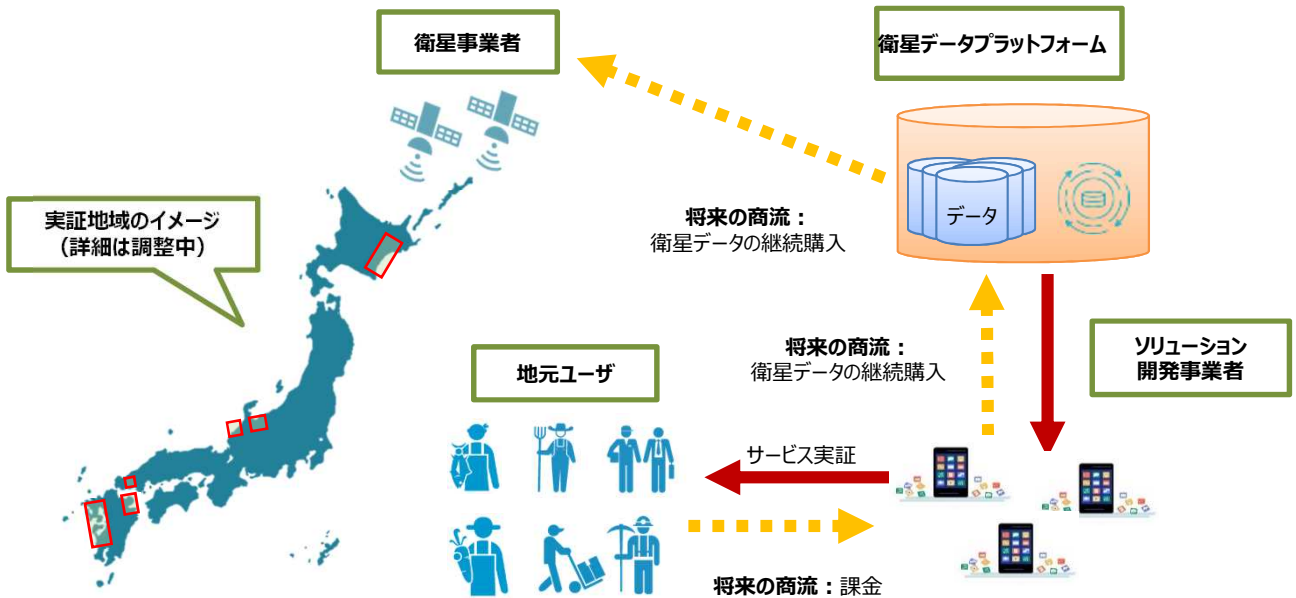 衛星事業者
衛星データプラットフォーム
データ
実証地域のイメージ
(詳細は調整中)
将来の商流:
衛星データの継続購入
将来の商流:
衛星データの継続購入
ソリューション
開発事業者
地元ユーザ
サービス実証
将来の商流:課金